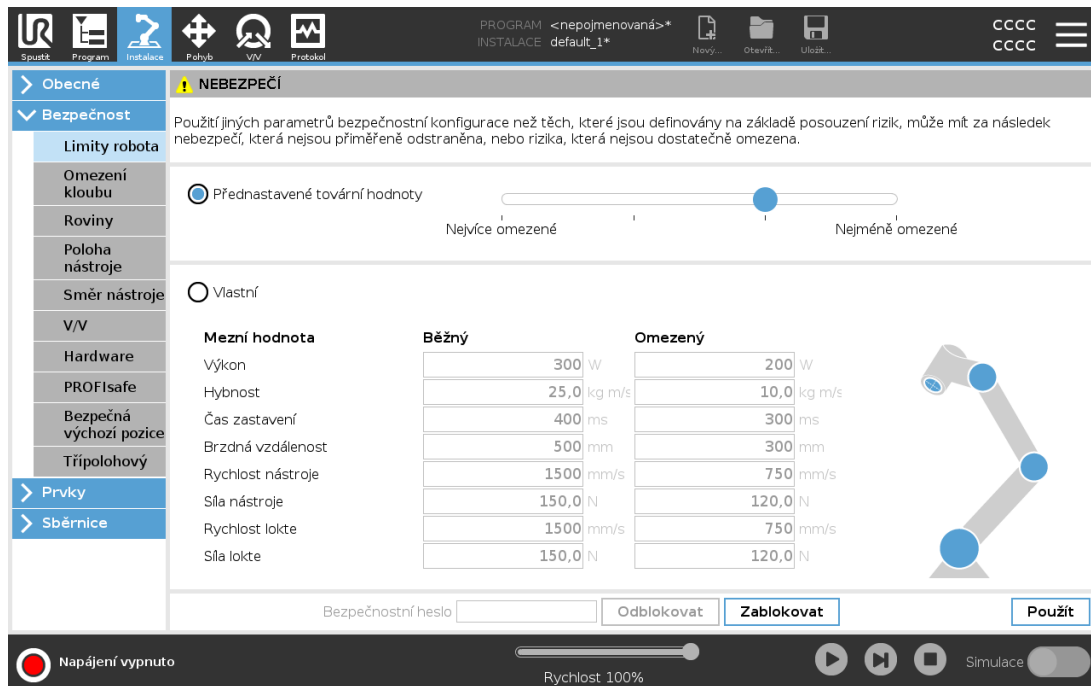 PROGRAM <nepojmenovaná>*
INSTALACE default_1*
Spustit Program Instalace Pohyb V/V Protokol
Nový... Otevřít... Uložit...
CCCC
CCCC
Obecné
Bezpečnost
Limity robota
Omezení
kloubu
Roviny
Poloha
nástroje
Směr nástroje
V/V
Hardware
PROFIsafe
Bezpečná
výchozí pozice
Třípolohový
Prvky
Sběrnice
NEBEZPEČÍ
Použití jiných parametrů bezpečnostní konfigurace než těch, které jsou definovány na základě posouzení rizik, může mít za následek
nebezpečí, která nejsou přiměřeně odstraněna, nebo rizika, která nejsou dostatečně omezena.
Přednastavené tovární hodnoty
Nejvíce omezené Nejméně omezené
Vlastní
Mezní hodnota Běžný Omezený
Výkon 300 W 200 W
Hybnost 25,0 kg m/s 10,0 kg m/s
Čas zastavení 400 ms 300 ms
Brzdná vzdálenost 500 mm 300 mm
Rychlost nástroje 1500 mm/s 750 mm/s
Síla nástroje 150,0 N 120,0 N
Rychlost lokte 1500 mm/s 750 mm/s
Síla lokte 150,0 N 120,0 N
Bezpečnostní heslo Odblokovat Zablokovat Použít
Napájení vypnuto
Rychlost 100%
Simulace